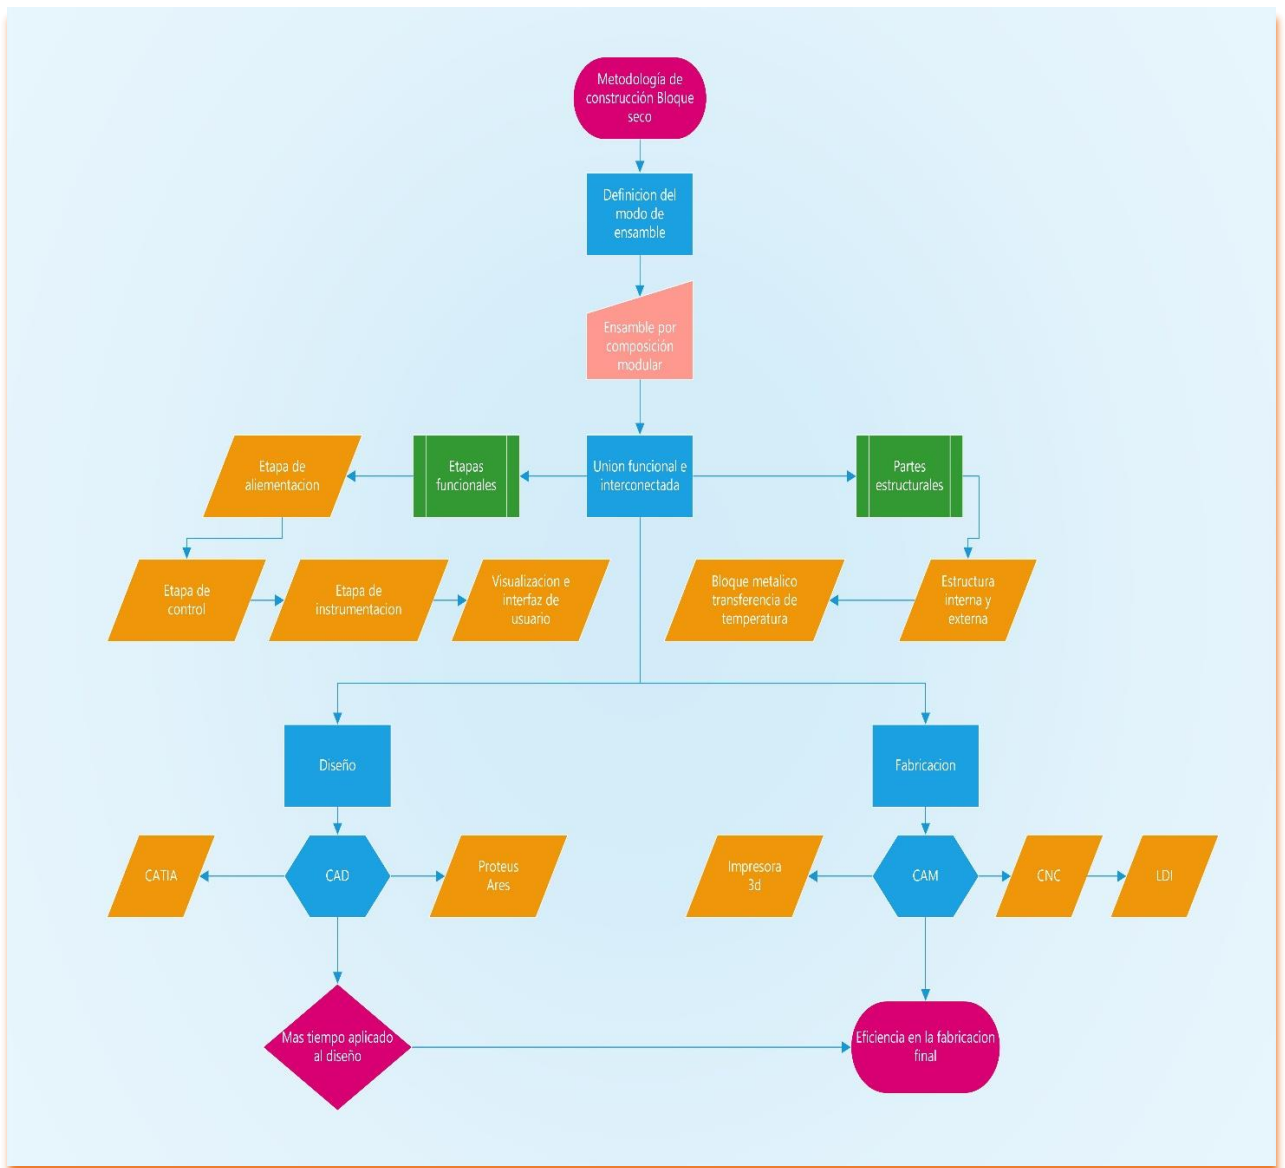 Metodología de
construcción Bloque
seco
Definicion del
modo de
ensamble
Ensamble por
composición
modular
Etapa de
aliementacion
Etapas
funcionales
Union funcional e
interconectada
Partes
estructurales
Etapa de
control
Etapa de
instrumentacion
Visualizacion e
interfaz de
usuario
Bloque metalico
transferencia de
temperatura
Estructura
interna y
externa
Diseño
Fabricacion
CATIA
CAD
Proteus
Ares
Impresora
3d
CAM
CNC
LDI
Mas tiempo aplicado
al diseño
Eficiencia en la fabricacion
final